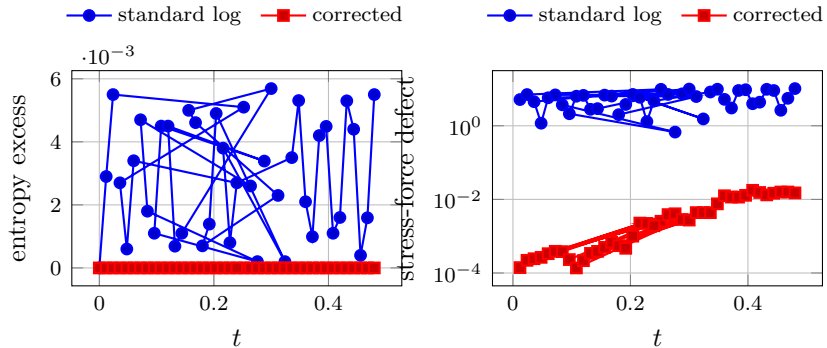 standard log corrected
·10⁻³
entropy excess
6
4
2
0
0 0.2 0.4
t
standard log corrected
stress-force defect
10⁰
10⁻²
10⁻⁴
0 0.2 0.4
t